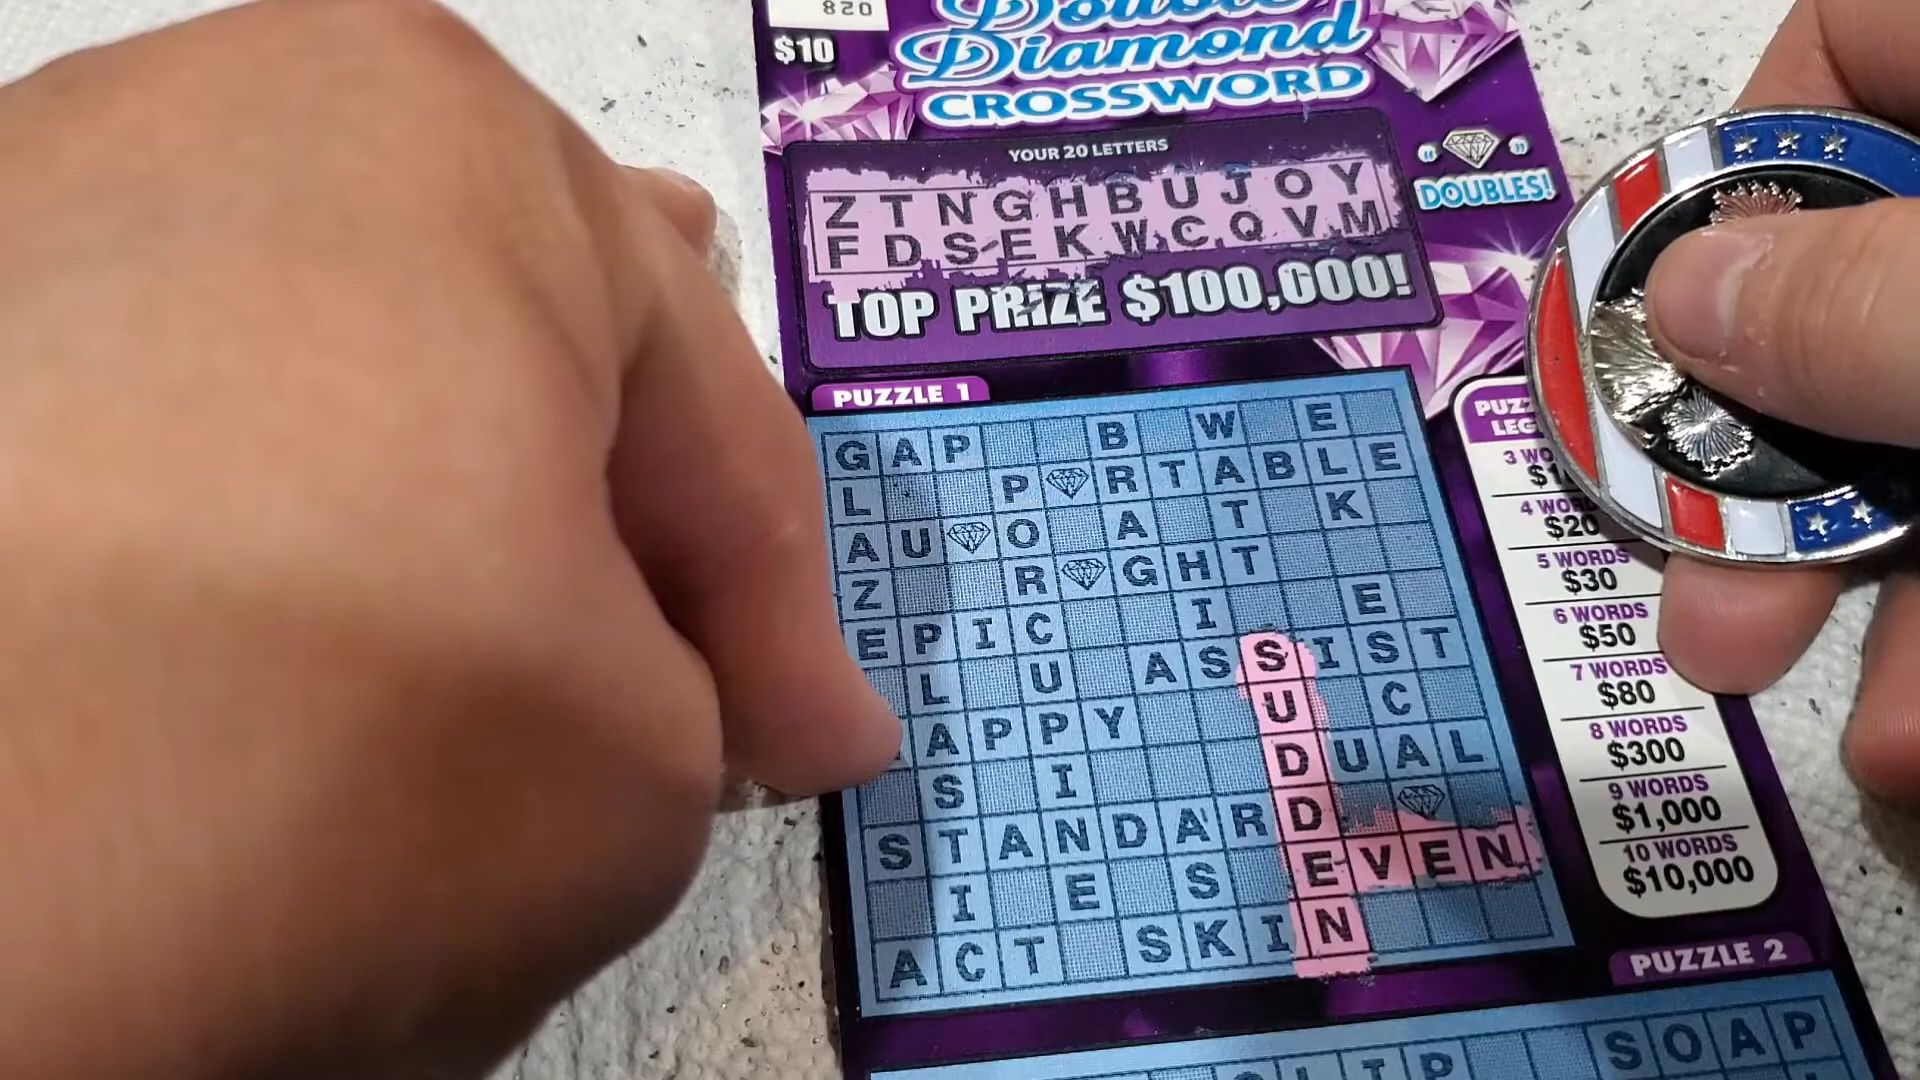 820
$10
Double
Diamond
CROSSWORD
YOUR 20 LETTERS
Z T N G H B U J O Y
F D S E K W C Q V M
TOP PRIZE $100,000!
" "
DOUBLES!
PUZZLE 1
G A P B W E
L P R T A B L E
A U O A T K
Z R G H T
E P I C I E
L U A S S I S T
A P P Y U C
S I D U A L
S T A N D A R D
I E S E V E N
A C T S K I N
3 WO
4 WORDS
$20
5 WORDS
$30
6 WORDS
$50
7 WORDS
$80
8 WORDS
$300
9 WORDS
$1,000
10 WORDS
$10,000
PUZZLE 2
S O A P
L I P